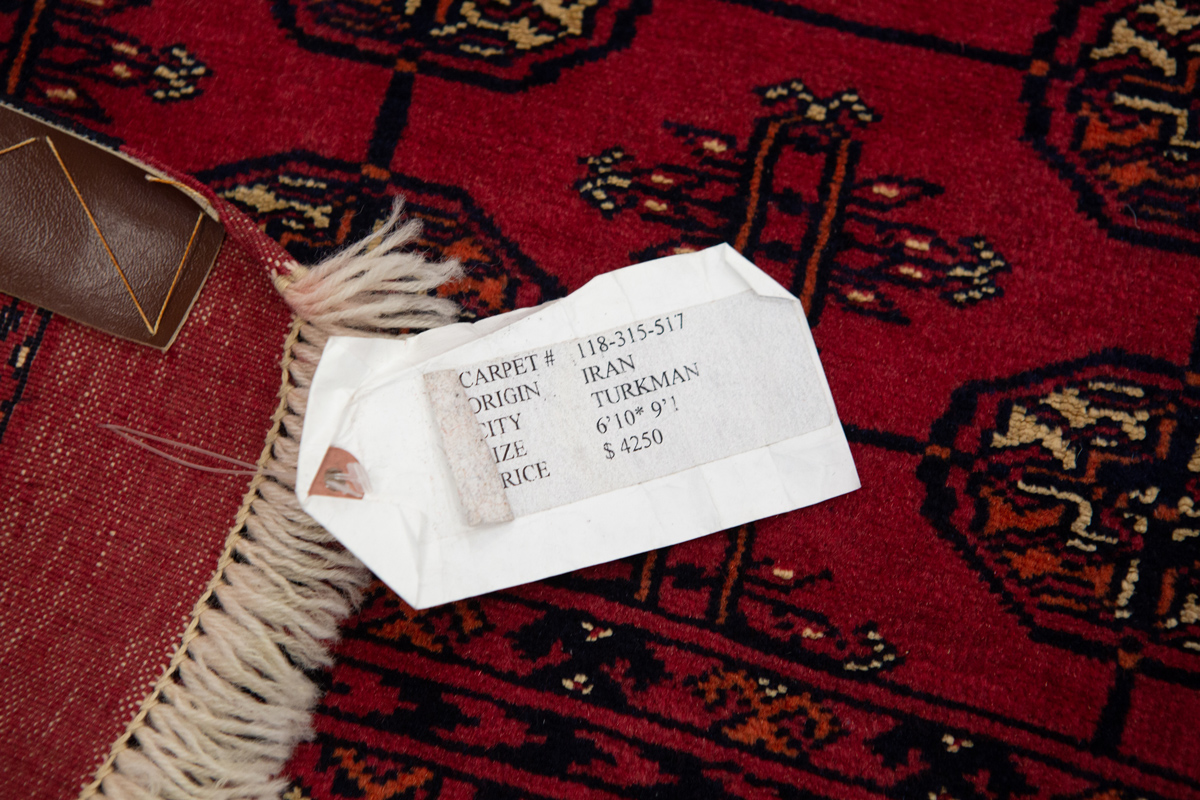 CARPET # 118-315-517
ORIGIN IRAN
CITY TURKMAN
IZE 6'10* 9'1
RICE $ 4250